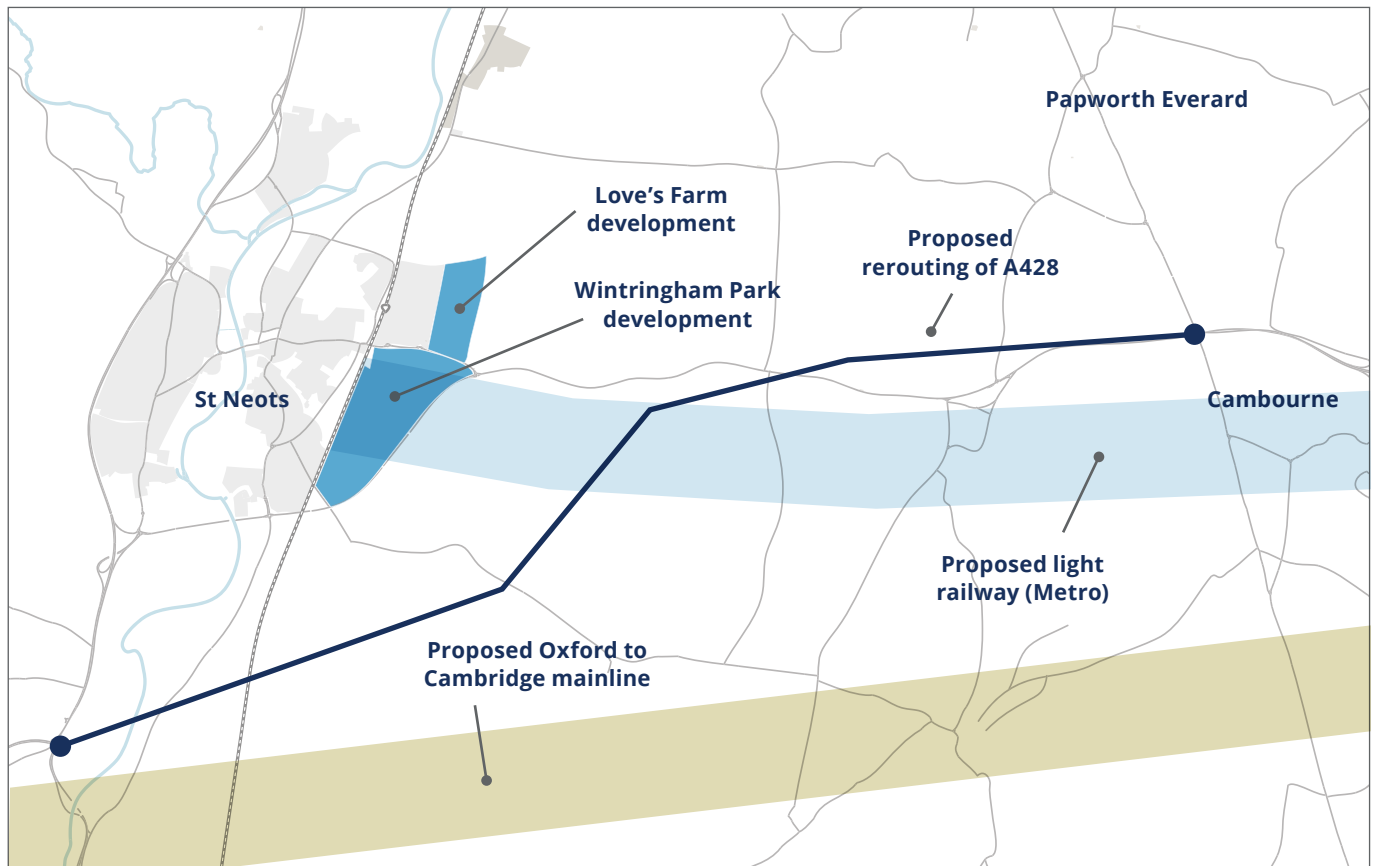 Papworth Everard
Love’s Farm
development
Proposed
rerouting of A428
Wintringham Park
development
St Neots
Cambourne
Proposed light
railway (Metro)
Proposed Oxford to
Cambridge mainline